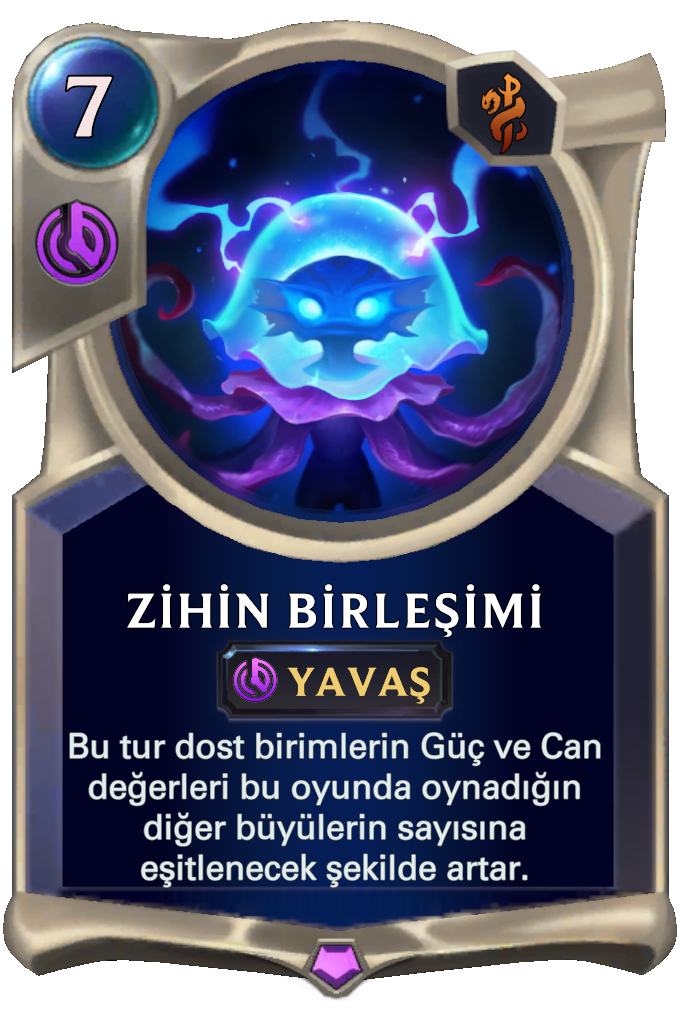 7
ZİHİN BİRLEŞİMİ
YAVAŞ
Bu tur dost birimlerin Güç ve Can
değerleri bu oyunda oynadığın
diğer büyülerin sayısına
eşitlenecek şekilde artar.